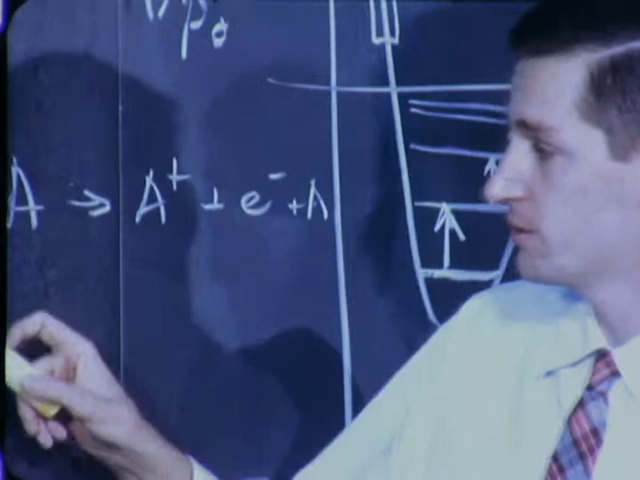 A → A⁺ + e⁻ + A